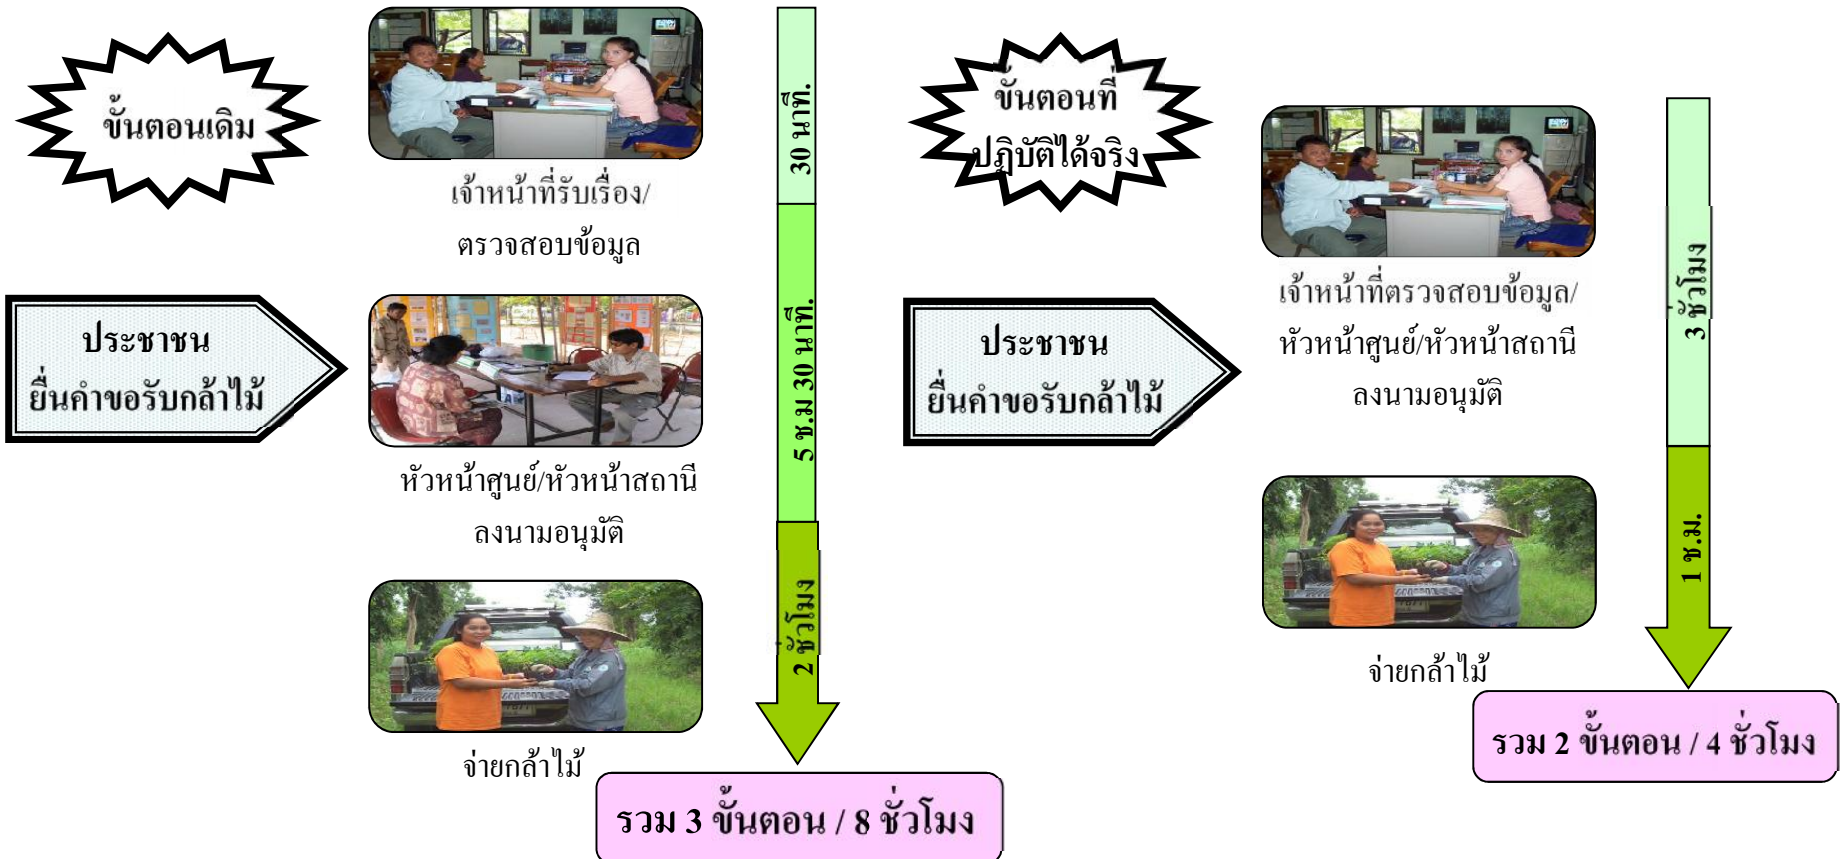 ขั้นตอนเดิม
เจ้าหน้าที่รับเรื่อง/
ตรวจสอบข้อมูล
30 นาที.
ประชาชน
ยื่นคำขอรับกล้าไม้
หัวหน้าศูนย์/หัวหน้าสถานี
ลงนามอนุมัติ
5 ช.ม 30 นาที.
จ่ายกล้าไม้
2 ชั่วโมง
รวม 3 ขั้นตอน / 8 ชั่วโมง
ขั้นตอนที่
ปฏิบัติได้จริง
ประชาชน
ยื่นคำขอรับกล้าไม้
เจ้าหน้าที่ตรวจสอบข้อมูล/
หัวหน้าศูนย์/หัวหน้าสถานี
ลงนามอนุมัติ
3 ชั่วโมง
จ่ายกล้าไม้
1 ช.ม.
รวม 2 ขั้นตอน / 4 ชั่วโมง